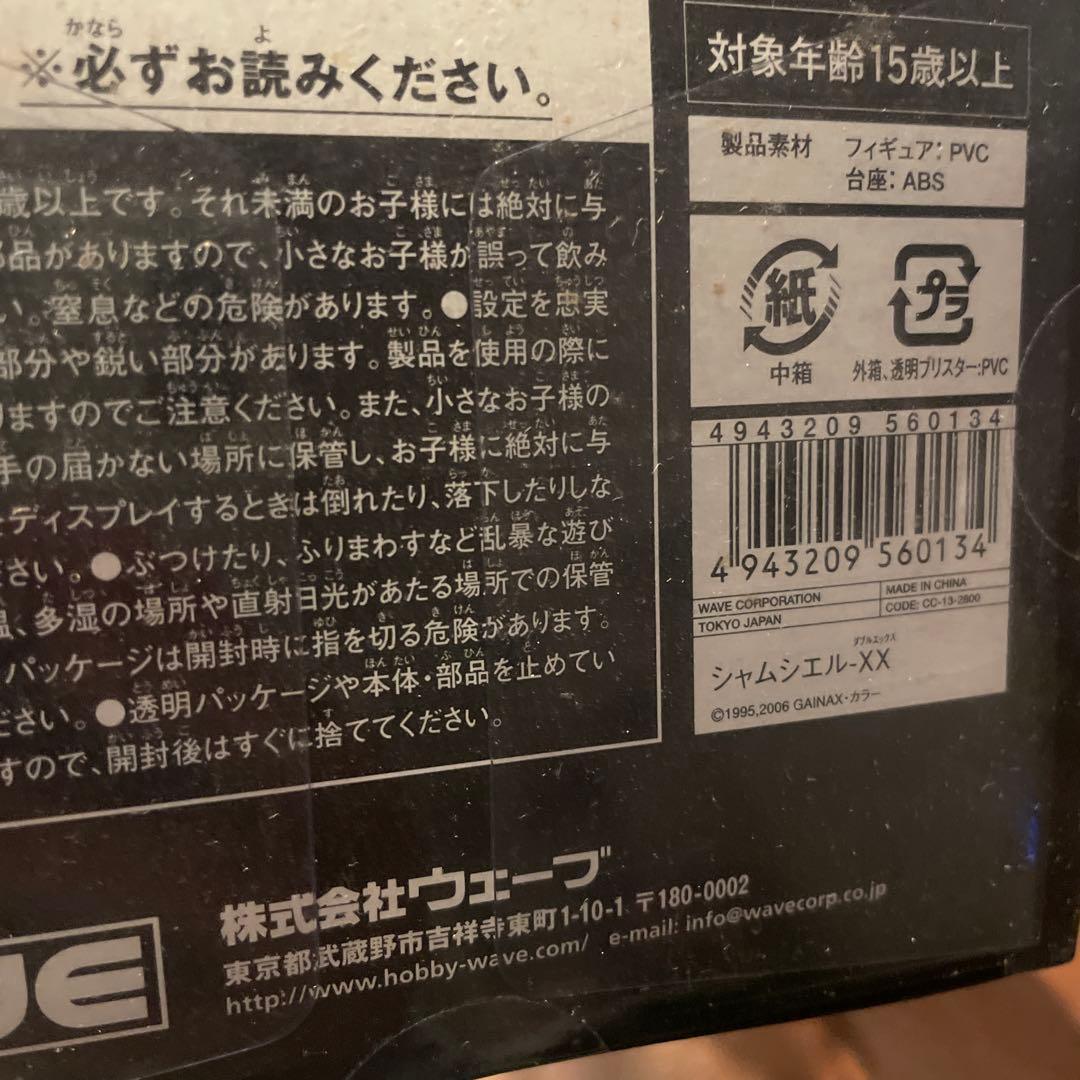 ※必ずお読みください。
歳以上です。それ未満のお子様には絶対に与
部品がありますので、小さなお子様が誤って飲み
い。窒息などの危険があります。●設定を忠実
部分や鋭い部分があります。製品を使用の際に
りますのでご注意ください。また、小さなお子様の
手の届かない場所に保管し、お子様に絶対に与
をディスプレイするときは倒れたり、落下したりしな
ださい。●ぶつけたり、ふりまわすなど乱暴な遊び
温、多湿の場所や直射日光があたる場所での保管
パッケージは開封時に指を切る危険があります。
ださい。●透明パッケージや本体・部品を止めてい
すので、開封後はすぐに捨ててください。
対象年齢15歳以上
製品素材 フィギュア:PVC
台座:ABS
紙
中箱
プラ
外箱、透明ブリスター:PVC
4943209 560134
4 943209 560134
WAVE CORPORATION
TOKYO JAPAN
MADE IN CHINA
CODE: CC-13-2800
ダブルエックス
シャムシエル-XX
©1995,2006 GAINAX・カラー
株式会社ウェーブ
東京都武蔵野市吉祥寺東町1-10-1 〒180-0002
http://www.hobby-wave.com/ e-mail: info@wavecorp.co.jp